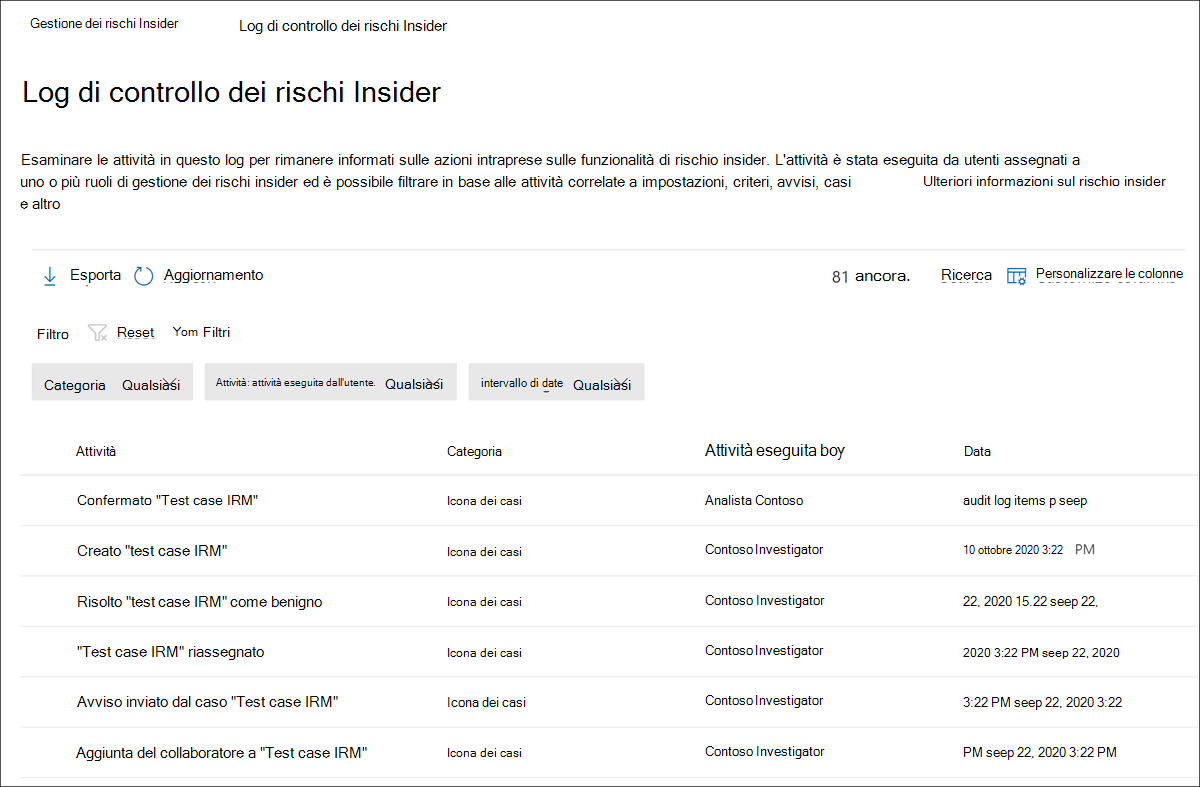 Gestione dei rischi Insider Log di controllo dei rischi Insider
Log di controllo dei rischi Insider
Esaminare le attività in questo log per rimanere informati sulle azioni intraprese sulle funzionalità di rischio insider. L'attività è stata eseguita da utenti assegnati a
uno o più ruoli di gestione dei rischi insider ed è possibile filtrare in base alle attività correlate a impostazioni, criteri, avvisi, casi Ulteriori informazioni sul rischio insider
e altro
Esporta Aggiornamento 81 ancora. Ricerca Personalizzare le colonne
Filtro Reset Yom Filtri
Categoria Qualsiasi Attività: attività eseguita dall'utente. Qualsiasi intervallo di date Qualsiasi
Attività Categoria Attività eseguita boy Data
Confermato "Test case IRM" Icona dei casi Analista Contoso audit log items p seep
Creato "test case IRM" Icona dei casi Contoso Investigator 10 ottobre 2020 3:22 PM
Risolto "test case IRM" come benigno Icona dei casi Contoso Investigator 22, 2020 15.22 seep 22,
"Test case IRM" riassegnato Icona dei casi Contoso Investigator 2020 3:22 PM seep 22, 2020
Avviso inviato dal caso "Test case IRM" Icona dei casi Contoso Investigator 3:22 PM seep 22, 2020 3:22
Aggiunta del collaboratore a "Test case IRM" Icona dei casi Contoso Investigator PM seep 22, 2020 3:22 PM